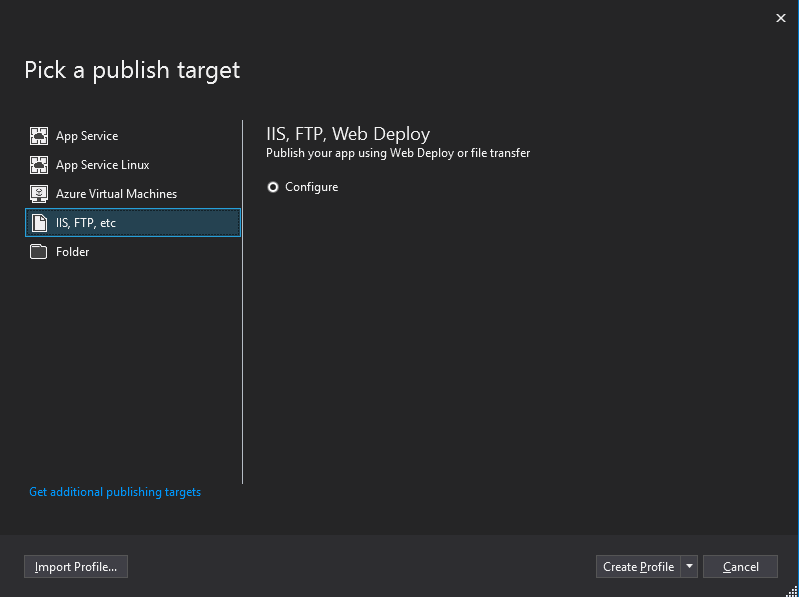 Pick a publish target
App Service
App Service Linux
Azure Virtual Machines
IIS, FTP, etc
Folder
Get additional publishing targets
IIS, FTP, Web Deploy
Publish your app using Web Deploy or file transfer
Configure
Import Profile...
Create Profile
Cancel